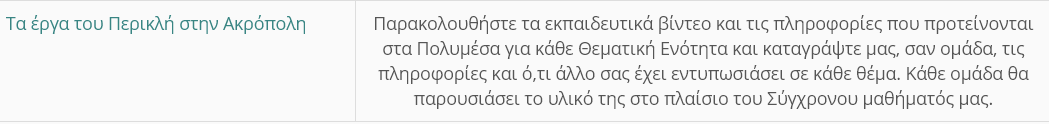 Τα έργα του Περικλή στην Ακρόπολη
Παρακολουθήστε τα εκπαιδευτικά βίντεο και τις πληροφορίες που προτείνονται
στα Πολυμέσα για κάθε Θεματική Ενότητα και καταγράψτε μας, σαν ομάδα, τις
πληροφορίες και ό,τι άλλο σας έχει εντυπωσιάσει σε κάθε θέμα. Κάθε ομάδα θα
παρουσιάσει το υλικό της στο πλαίσιο του Σύγχρονου μαθήματός μας.